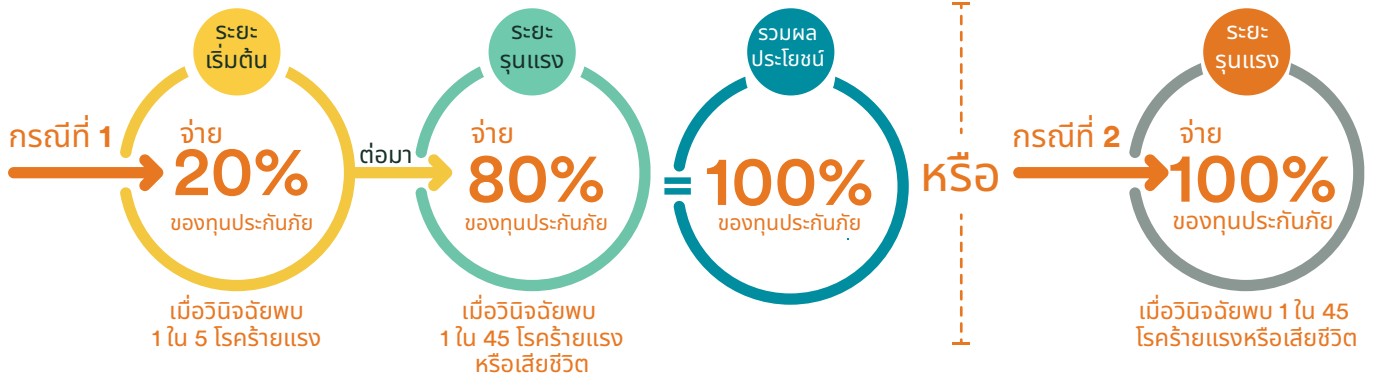 กรณีที่ 1
ระยะ
เริ่มต้น
จ่าย
20%
ของทุนประกันภัย
เมื่อวินิจฉัยพบ
1 ใน 5 โรคร้ายแรง
ต่อมา
ระยะ
รุนแรง
จ่าย
80%
ของทุนประกันภัย
เมื่อวินิจฉัยพบ
1 ใน 45 โรคร้ายแรง
หรือเสียชีวิต
=
รวมผล
ประโยชน์
100%
ของทุนประกันภัย
หรือ
กรณีที่ 2
ระยะ
รุนแรง
จ่าย
100%
ของทุนประกันภัย
เมื่อวินิจฉัยพบ 1 ใน 45
โรคร้ายแรงหรือเสียชีวิต